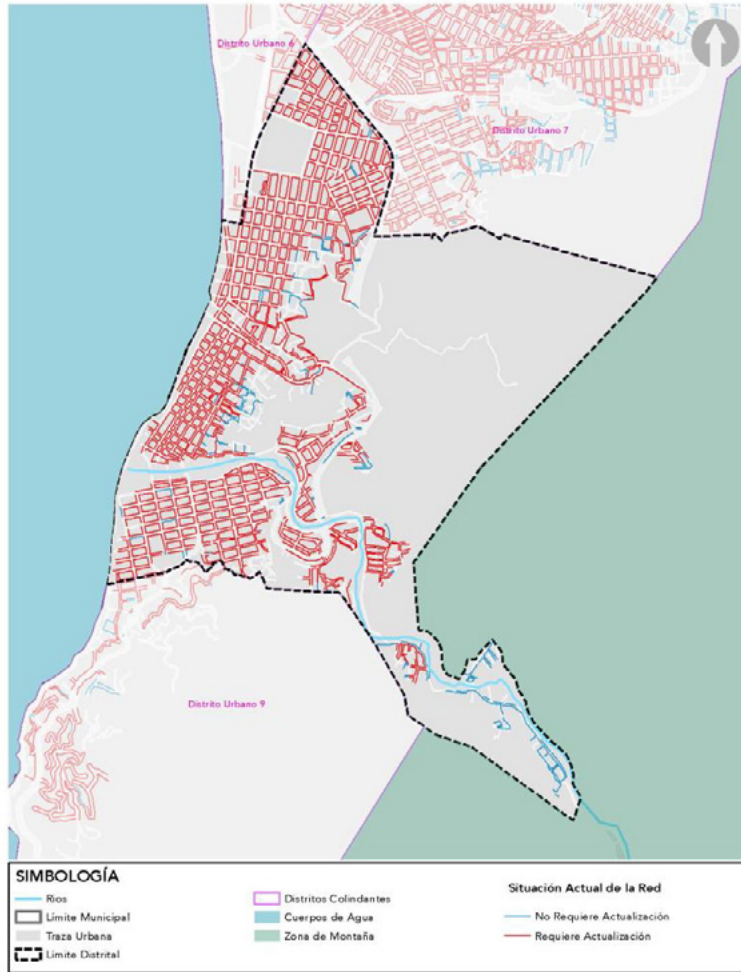 Distrito Urbano 6
Distrito Urbano 7
Distrito Urbano 9
SIMBOLOGÍA
Ríos
Límite Municipal
Traza Urbana
Límite Distrital
Distritos Colindantes
Cuerpos de Agua
Zona de Montaña
Situación Actual de la Red
No Requiere Actualización
Requiere Actualización